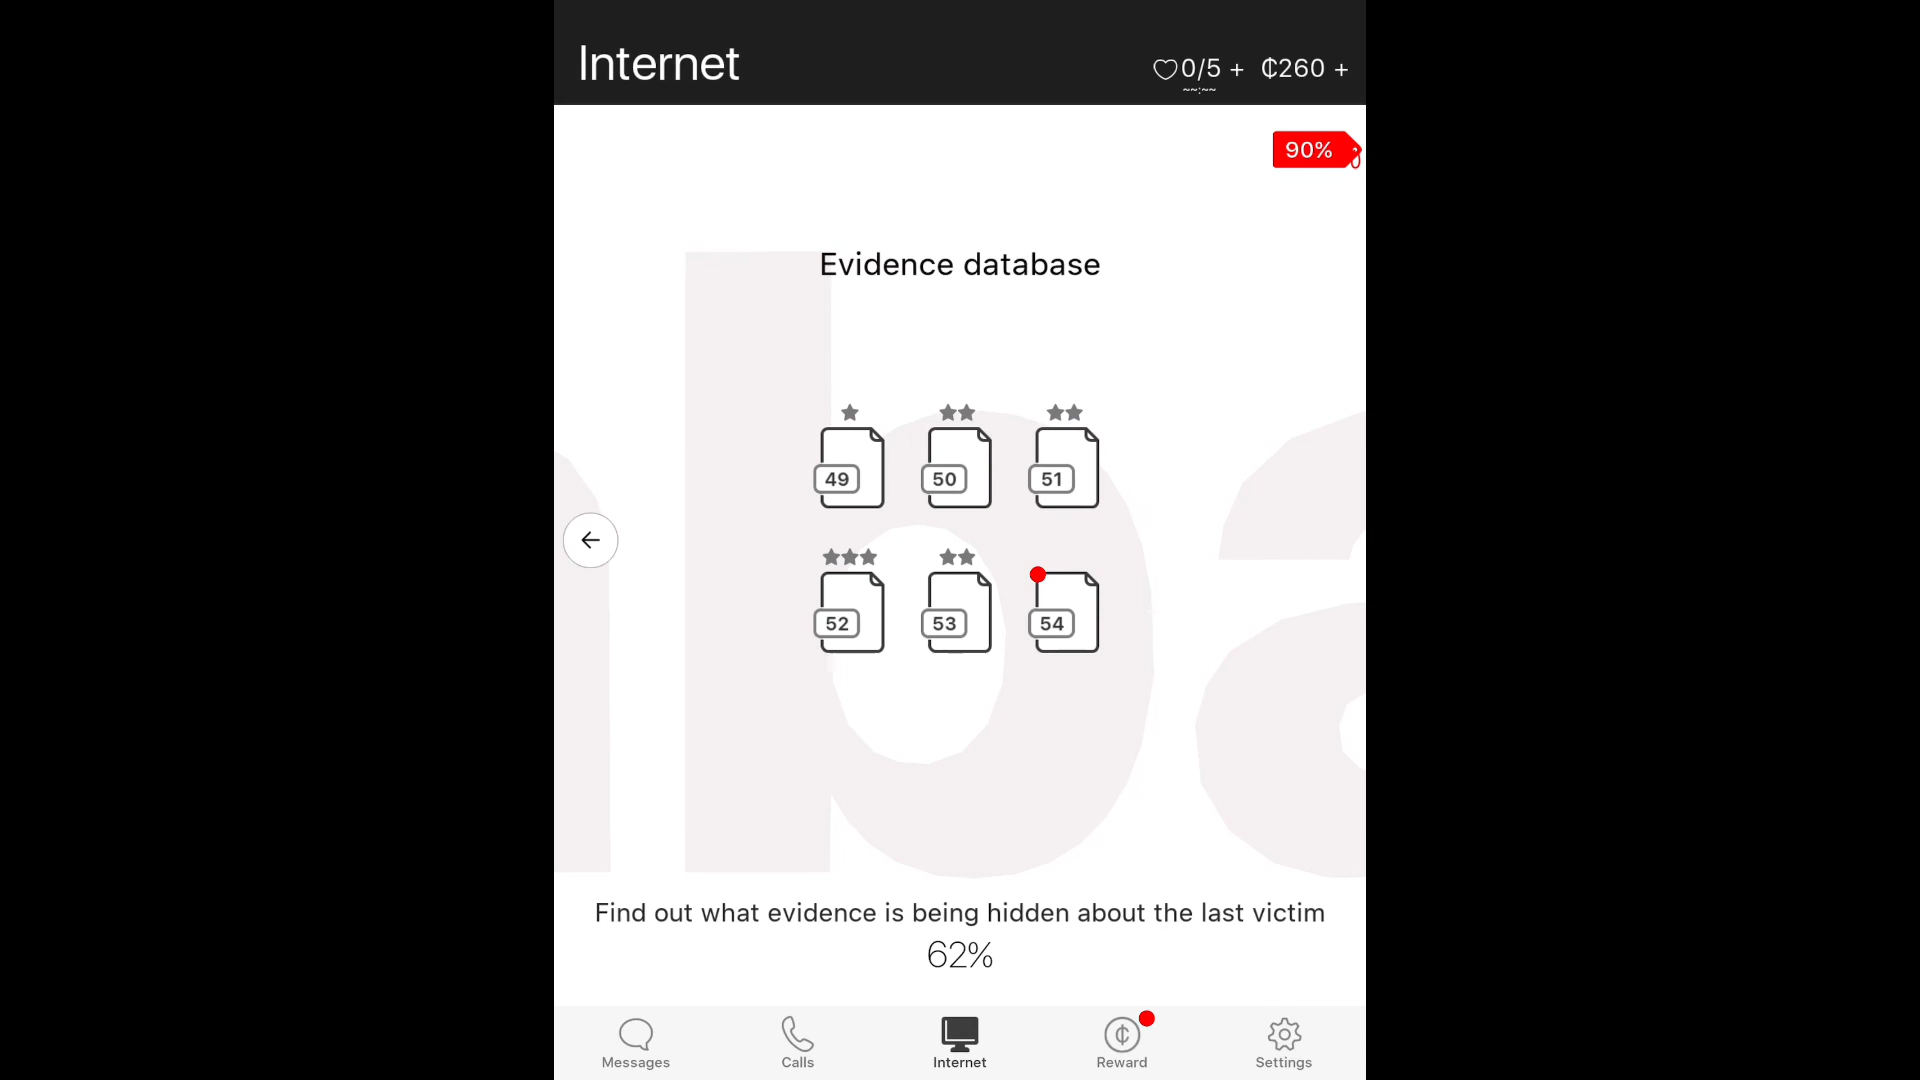 Internet
0/5 + ₵260 +
~~:~~
90%
Evidence database
49 50 51
52 53 54
Find out what evidence is being hidden about the last victim
62%
Messages Calls Internet Reward Settings